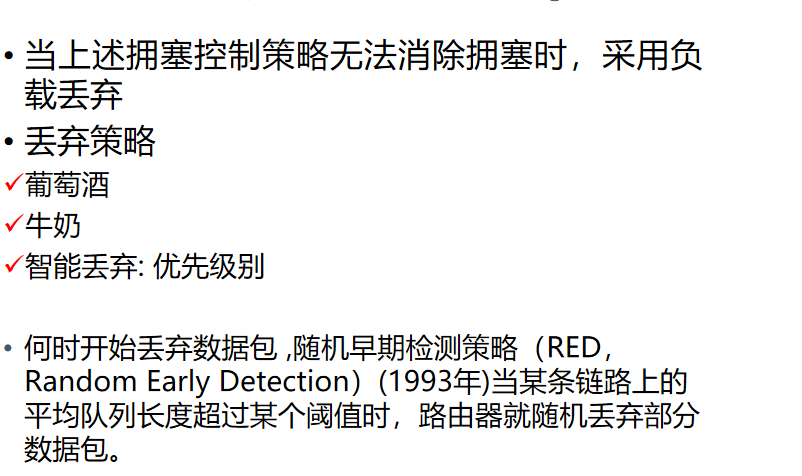 • 当上述拥塞控制策略无法消除拥塞时，采用负
载丢弃
• 丢弃策略
✓葡萄酒
✓牛奶
✓智能丢弃: 优先级别
• 何时开始丢弃数据包 ,随机早期检测策略（RED，
Random Early Detection）(1993年)当某条链路上的
平均队列长度超过某个阈值时，路由器就随机丢弃部分
数据包。